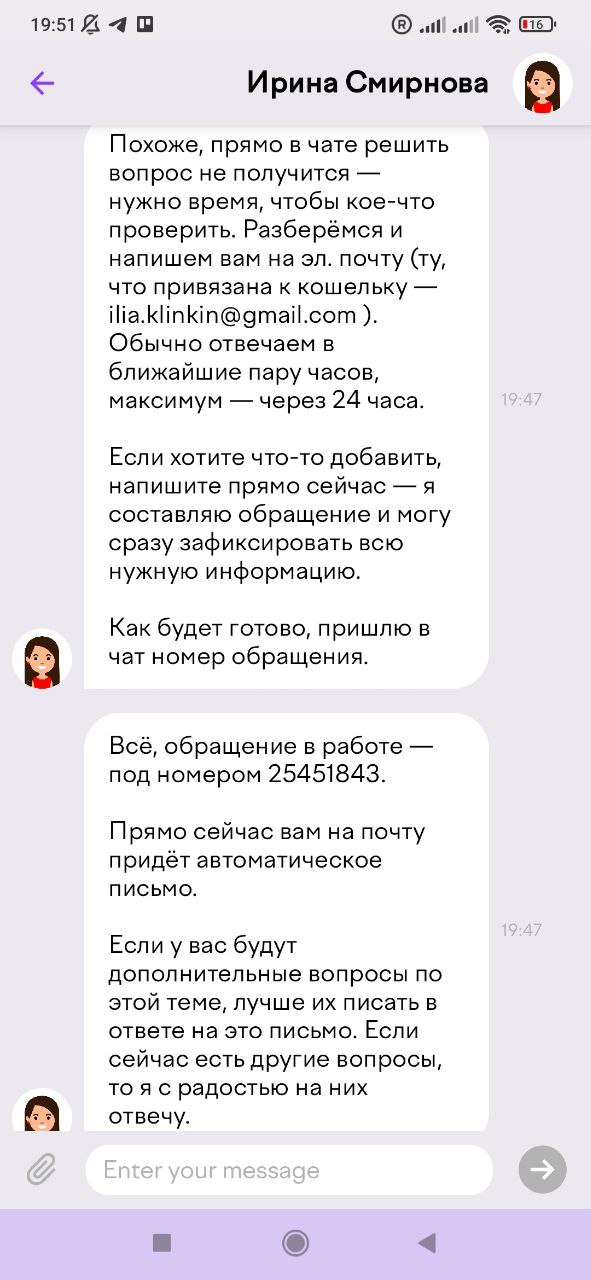 19:51
R
16
Ирина Смирнова
Похоже, прямо в чате решить
вопрос не получится —
нужно время, чтобы кое-что
проверить. Разберёмся и
напишем вам на эл. почту (ту,
что привязана к кошельку —
ilia.klinkin@gmail.com ).
Обычно отвечаем в
ближайшие пару часов,
максимум — через 24 часа.
19:47
Если хотите что-то добавить,
напишите прямо сейчас — я
составляю обращение и могу
сразу зафиксировать всю
нужную информацию.
Как будет готово, пришлю в
чат номер обращения.
Всё, обращение в работе —
под номером 25451843.
Прямо сейчас вам на почту
придёт автоматическое
письмо.
19:47
Если у вас будут
дополнительные вопросы по
этой теме, лучше их писать в
ответе на это письмо. Если
сейчас есть другие вопросы,
то я с радостью на них
отвечу.
Enter your message